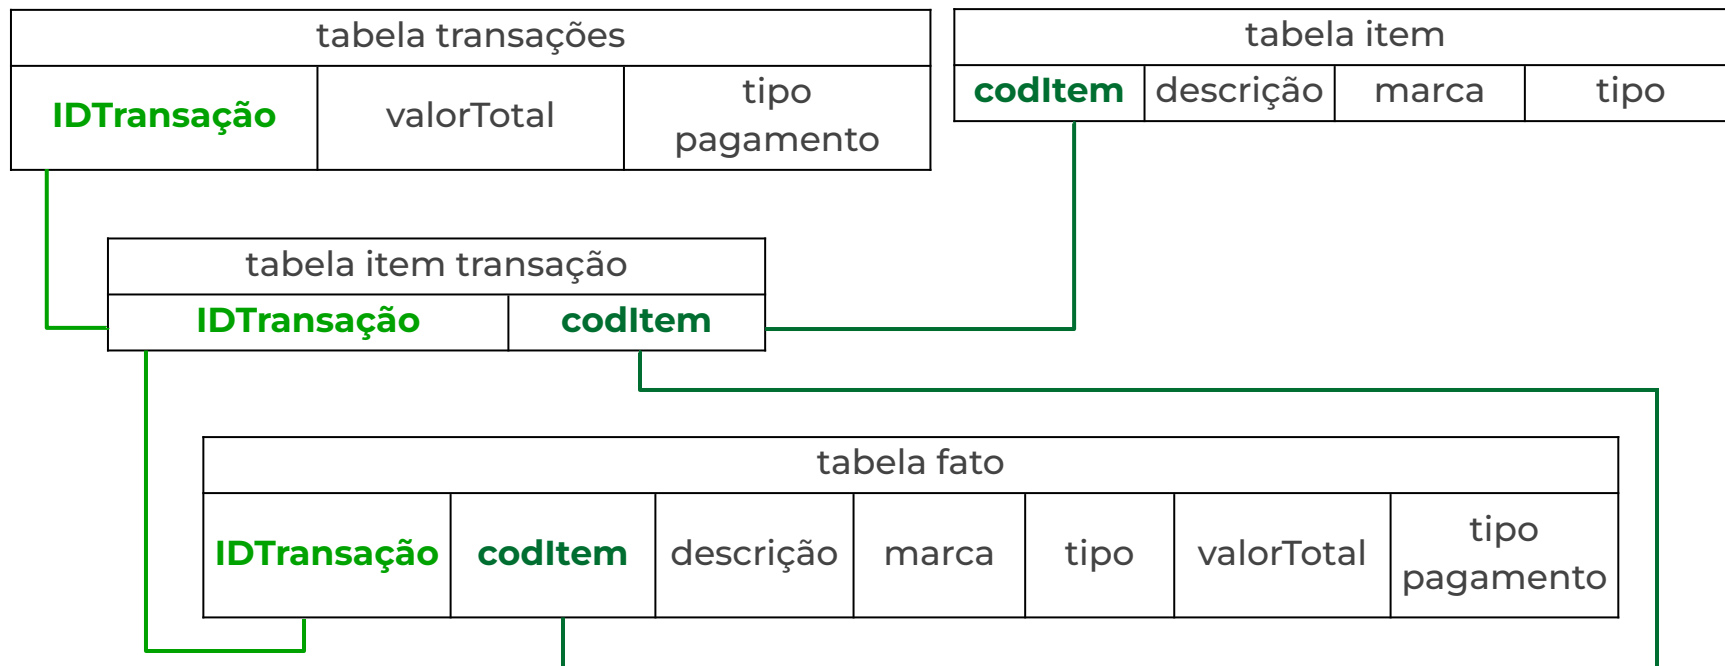 tabela transações
IDTransação valorTotal tipo
pagamento
tabela item
codItem descrição marca tipo
tabela item transação
IDTransação codItem
tabela fato
IDTransação codItem descrição marca tipo valorTotal tipo
pagamento